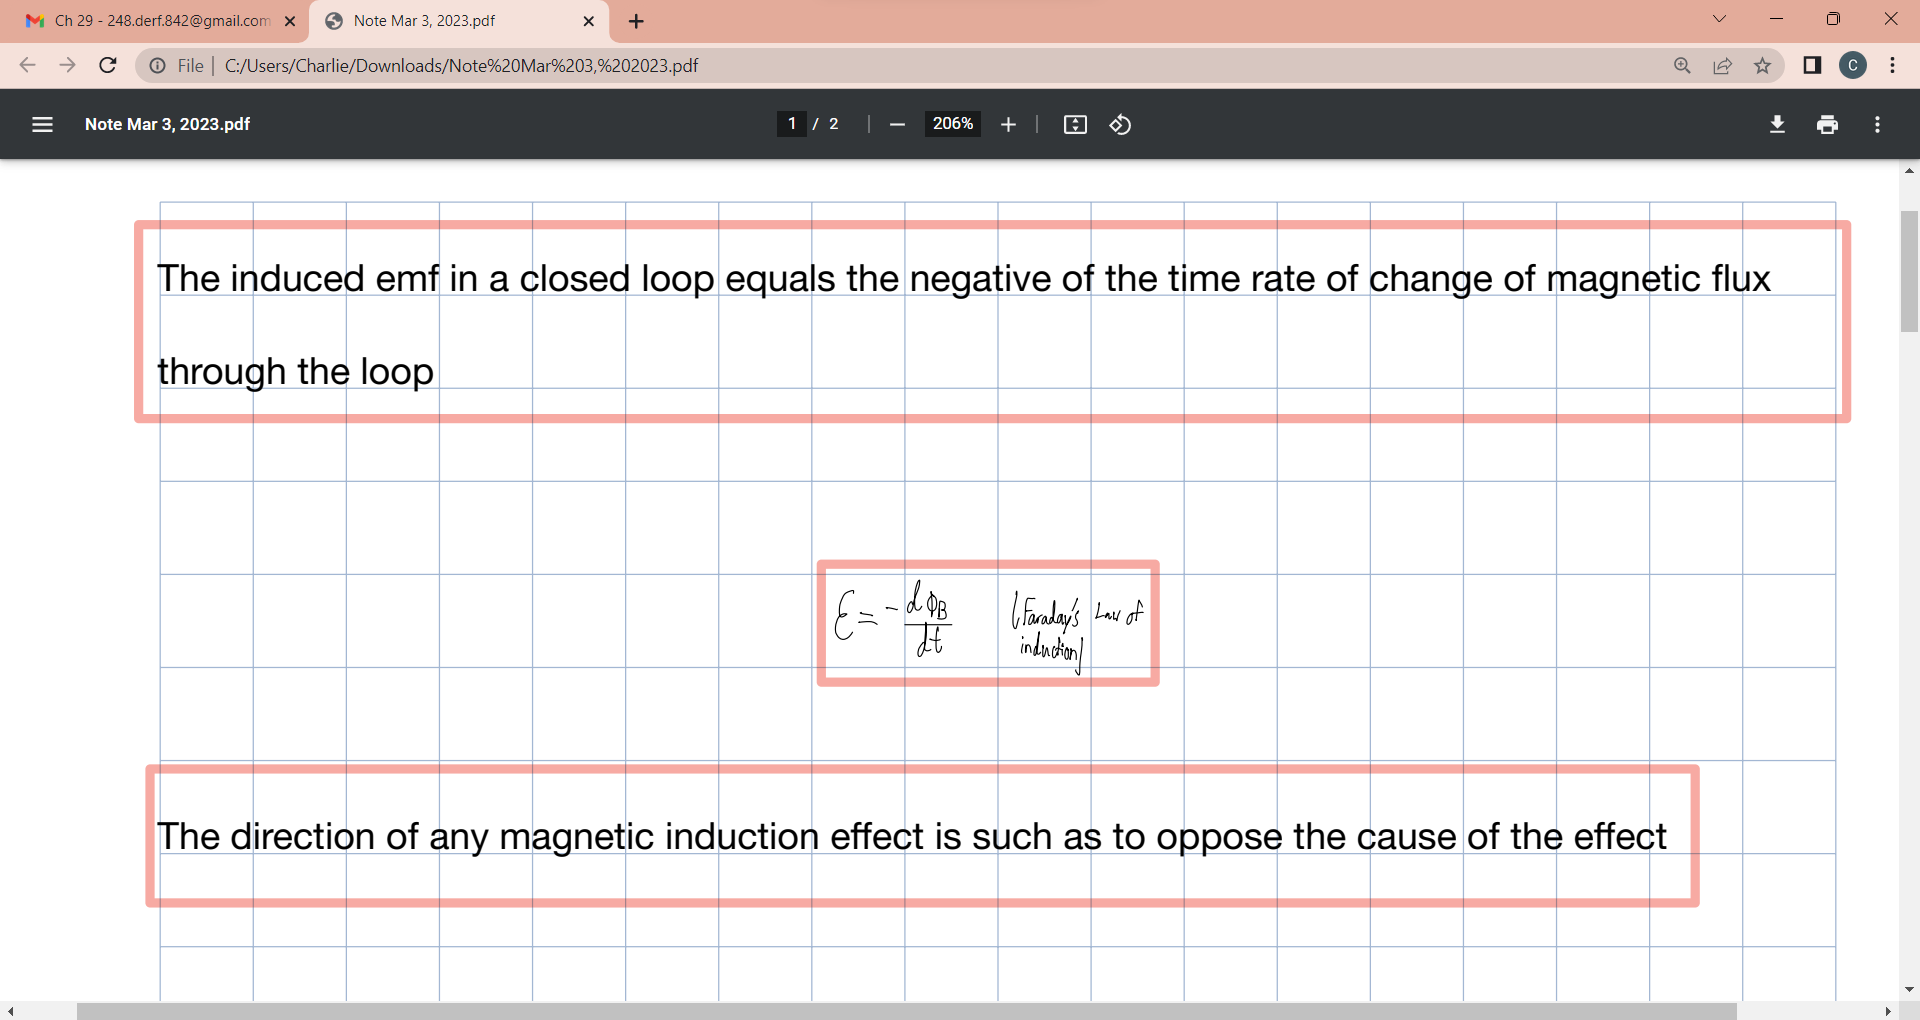 Ch 29 - 248.derf.842@gmail.com
Note Mar 3, 2023.pdf
File
C:/Users/Charlie/Downloads/Note%20Mar%203,%202023.pdf
C
Note Mar 3, 2023.pdf
1 / 2
206%
The induced emf in a closed loop equals the negative of the time rate of change of magnetic flux
through the loop
ℰ = - dΦB/dt
(Faraday's Law of
induction)
The direction of any magnetic induction effect is such as to oppose the cause of the effect